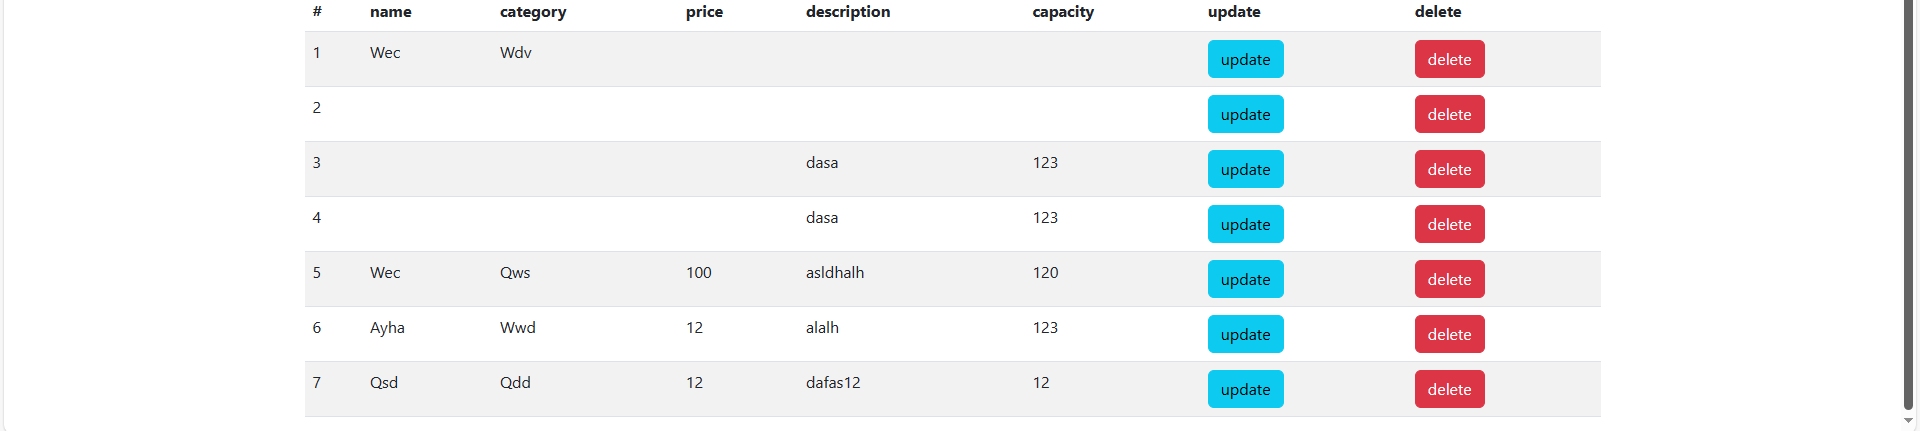 # name category price description capacity update delete
1 Wec Wdv update delete
2 update delete
3 dasa 123 update delete
4 dasa 123 update delete
5 Wec Qws 100 asldhalh 120 update delete
6 Ayha Wwd 12 alalh 123 update delete
7 Qsd Qdd 12 dafas12 12 update delete